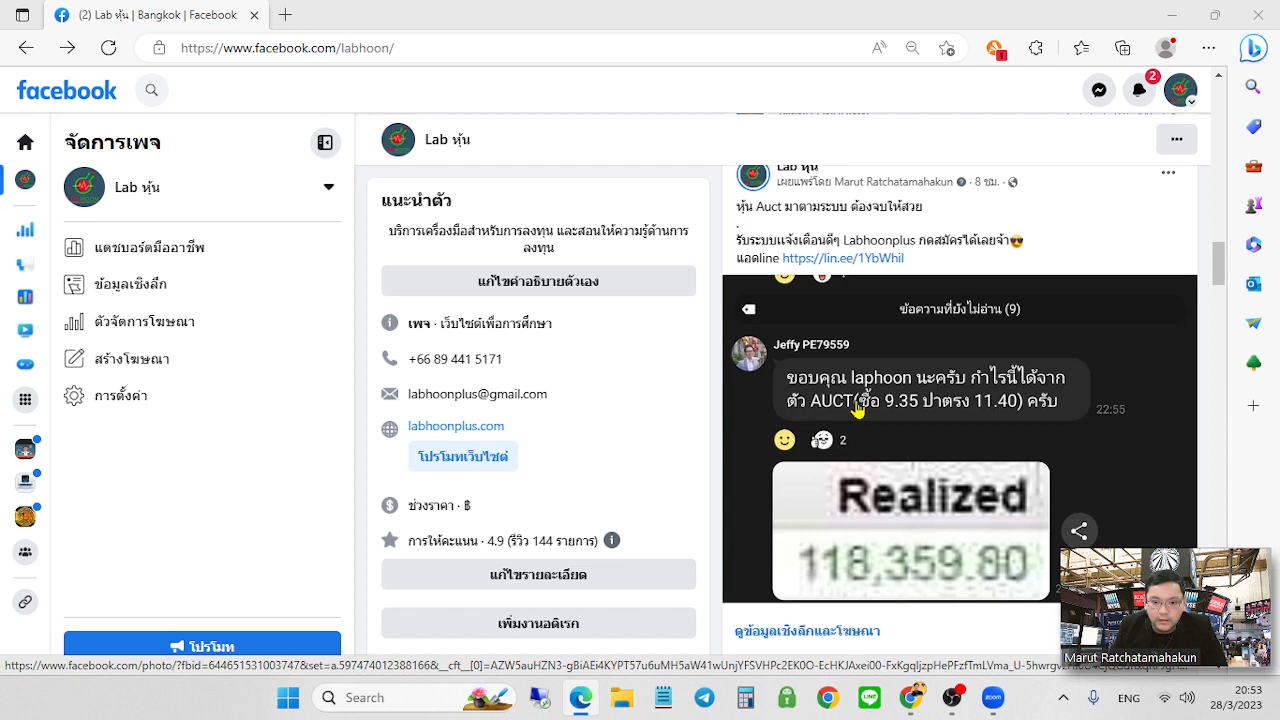 (2) Lab หุ้น | Bangkok | Facebook
https://www.facebook.com/labhoon/
facebook
2
1
จัดการเพจ
Lab หุ้น
แดชบอร์ดมืออาชีพ
ข้อมูลเชิงลึก
ตัวจัดการโฆษณา
สร้างโฆษณา
การตั้งค่า
โปรโมท
Lab หุ้น
แนะนำตัว
บริการเครื่องมือสำหรับการลงทุน และสอนให้ความรู้ด้านการ
ลงทุน
แก้ไขคำอธิบายตัวเอง
เพจ · เว็บไซต์เพื่อการศึกษา
+66 89 441 5171
labhoonplus@gmail.com
labhoonplus.com
โปรโมทเว็บไซต์
ช่วงราคา · ฿
การให้คะแนน · 4.9 (รีวิว 144 รายการ)
แก้ไขรายละเอียด
เพิ่มงานอดิเรก
Lab หุ้น
เผยแพร่โดย Marut Ratchatamahakun · 8 ชม. ·
หุ้น Auct มาตามระบบ ต้องจบให้สวย
.
รับระบบแจ้งเตือนดีๆ Labhoonplus กดสมัครได้เลยจ้า😎
แอดline https://lin.ee/1YbWhil
ข้อความที่ยังไม่อ่าน (9)
Jeffy PE79559
ขอบคุณ laphoon นะครับ กำไรนี้ได้จาก
ตัว AUCT(ซื้อ 9.35 ปาตรง 11.40) ครับ
22:55
2
Realized
118,359.80
ดูข้อมูลเชิงลึกและโฆษณา
Marut Ratchatamahakun
Search
zoom
ENG
20:53
28/3/2023